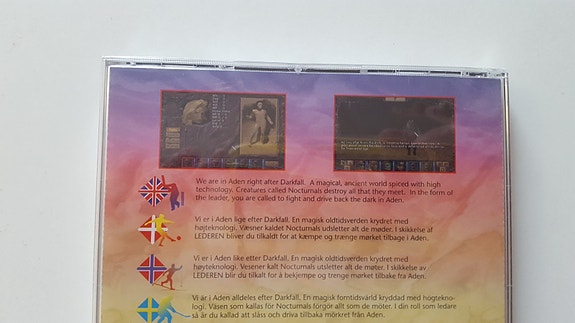 We are in Aden right after Darkfall. A magical, ancient world spiced with high
technology. Creatures called Nocturnals destroy all that they meet. In the form of
the leader, you are called to fight and drive back the dark in Aden.
Vi er i Aden lige efter Darkfall. En magisk oldtidsverden krydret med
højteknologi. Væsner kaldet Nocturnals udsletter alt de møder. I skikkelse af
LEDEREN bliver du tilkaldt for at kæmpe og trænge mørket tilbage i Aden.
Vi er i Aden like etter Darkfall. En magisk oldtidsverden krydret med
høyteknologi. Vesener kalt Nocturnals utsletter alt de møter. I skikkelsen av
LEDEREN blir du tilkalt for å bekjempe og trenge mørket tilbake fra Aden.
Vi är i Aden alldeles efter Darkfall. En magisk forntidsvärld kryddad med högtekno-
logi. Väsen som kallas för Nocturnals förgör allt som de möter. I din roll som ledare
så är du kallad att slåss och driva tillbaka mörkret från Aden.